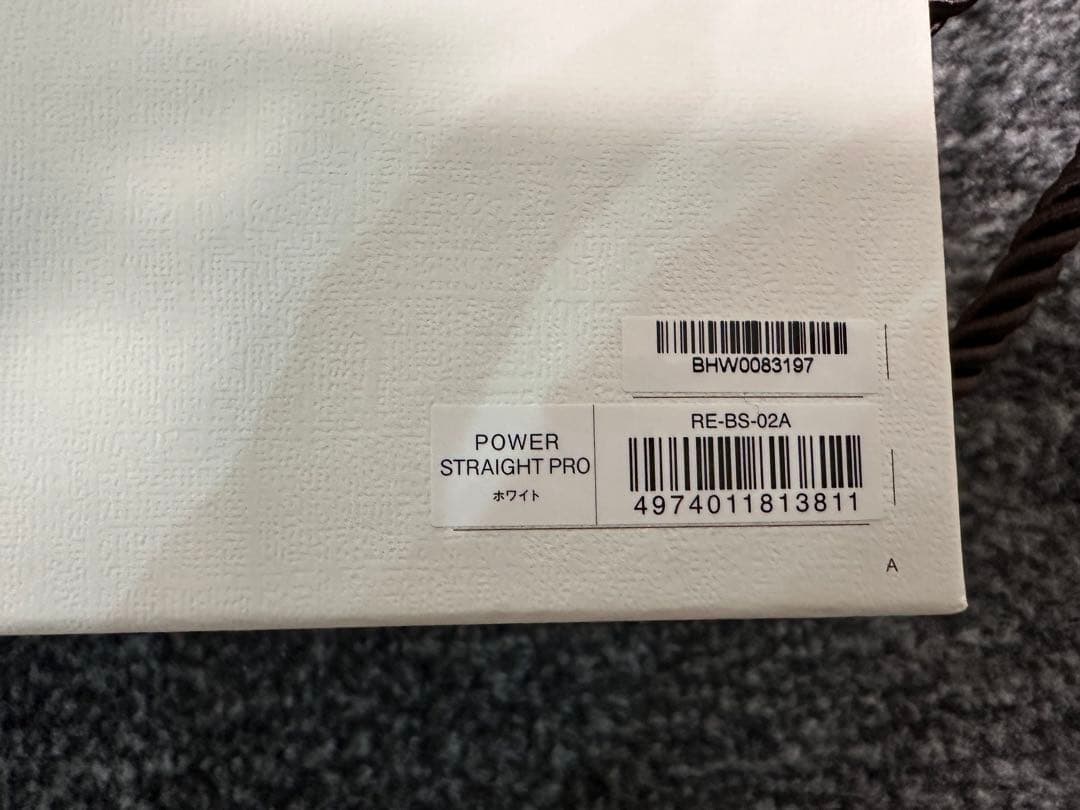 BHW0083197
RE-BS-02A
POWER
STRAIGHT PRO
ホワイト
4974011813811
A